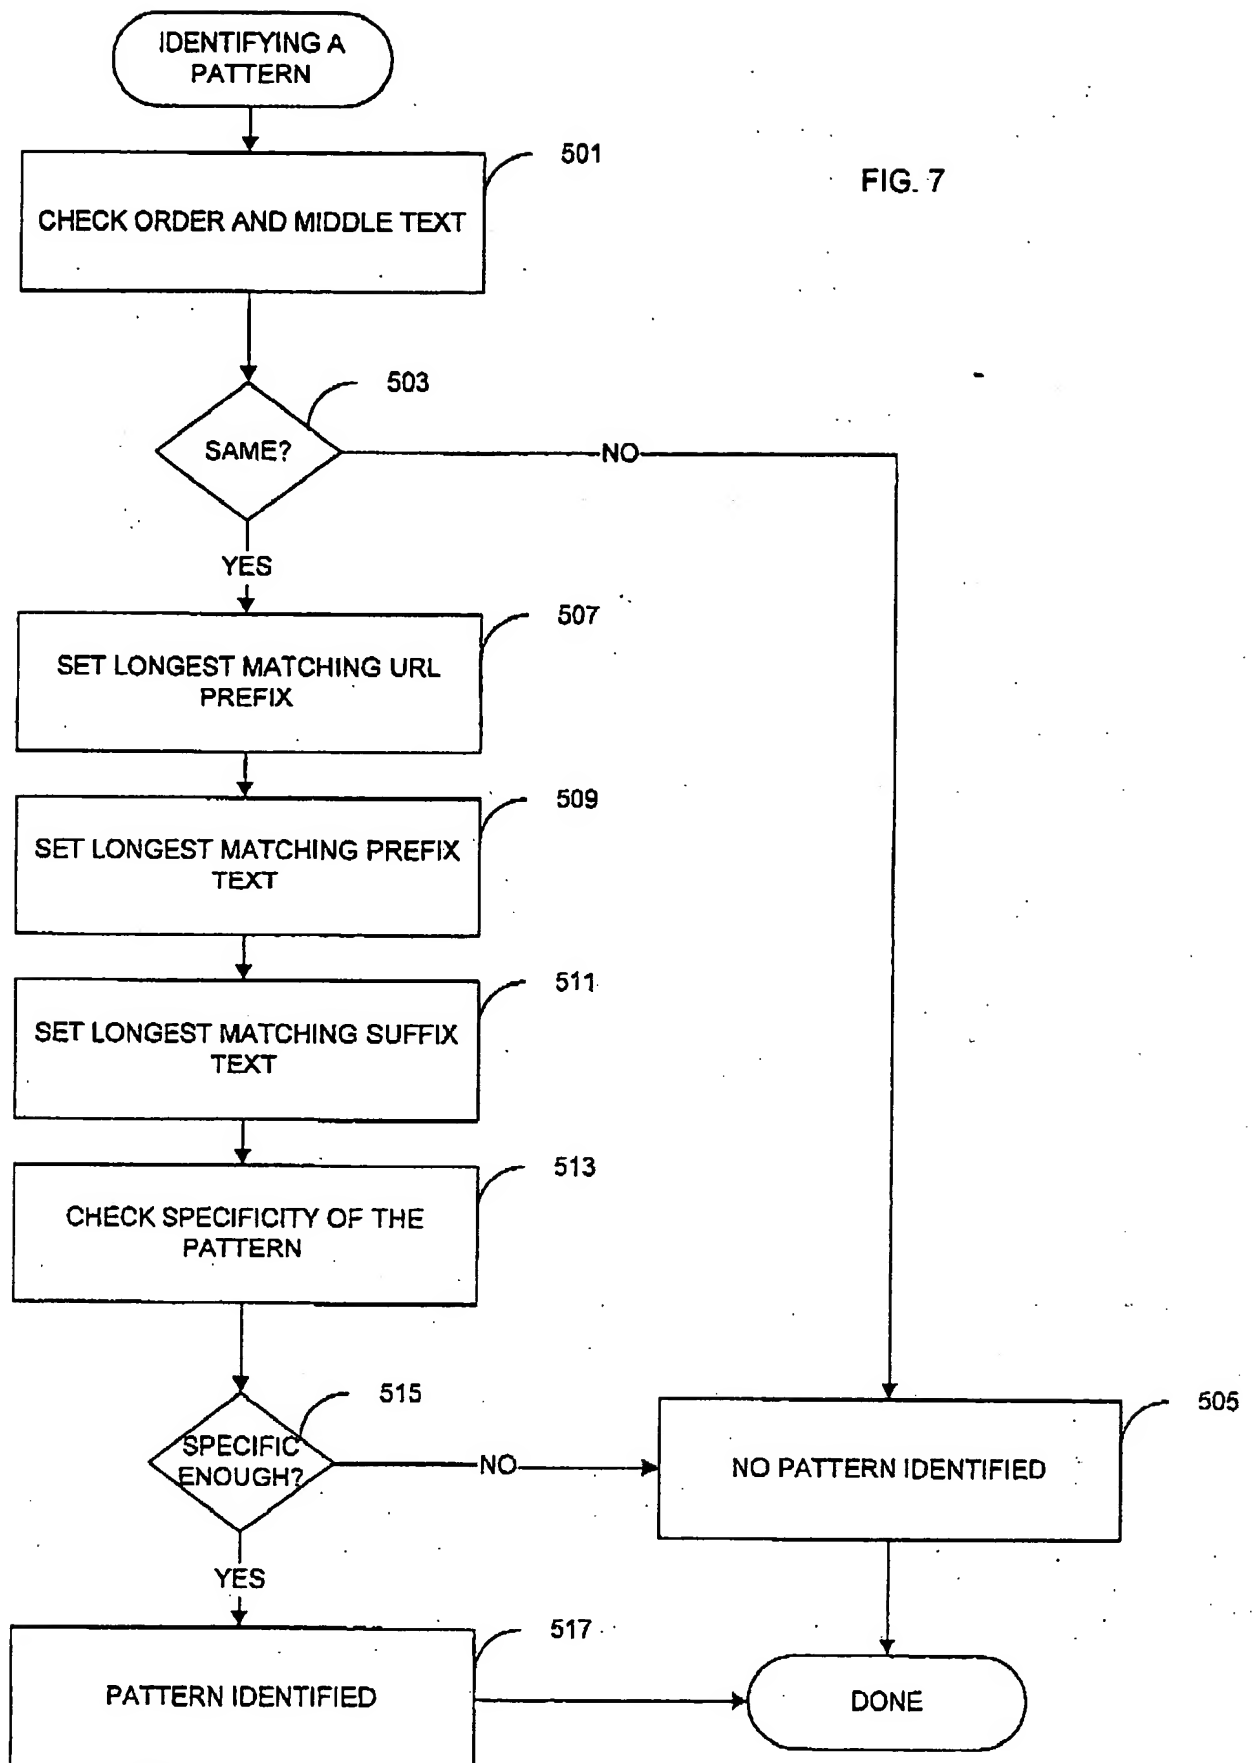 IDENTIFYING A
PATTERN
501
FIG. 7
CHECK ORDER AND MIDDLE TEXT
503
SAME?
NO
YES
507
SET LONGEST MATCHING URL
PREFIX
509
SET LONGEST MATCHING PREFIX
TEXT
511
SET LONGEST MATCHING SUFFIX
TEXT
513
CHECK SPECIFICITY OF THE
PATTERN
515
SPECIFIC
ENOUGH?
NO
505
NO PATTERN IDENTIFIED
YES
517
PATTERN IDENTIFIED
DONE